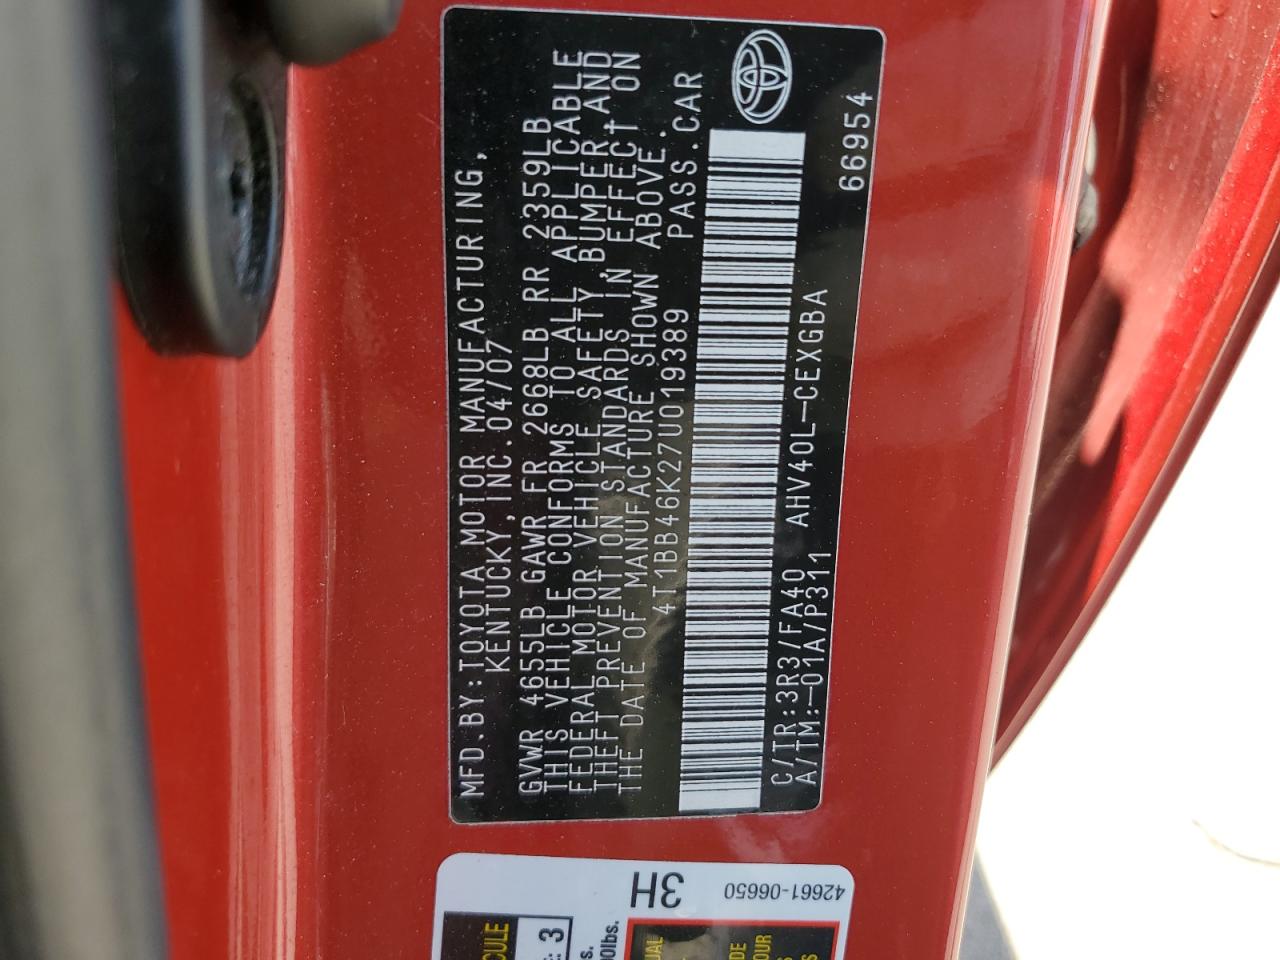 MFD.BY:TOYOTA MOTOR MANUFACTURING,
KENTUCKY,INC.04/07
GVWR 4655LB GAWR FR 2668LB RR 2359LB
THIS VEHICLE CONFORMS TO ALL APPLICABLE
FEDERAL MOTOR VEHICLE SAFETY,BUMPER,AND
THEFT PREVENTION STANDARDS IN EFFECT ON
THE DATE OF MANUFACTURE SHOWN ABOVE.
4T1BB46K27U019389 PASS.CAR
C/TR:3R3/FA40 AHV40L-CEXGBA
A/TM:-01A/P311
66954
3H
42661-06650
3